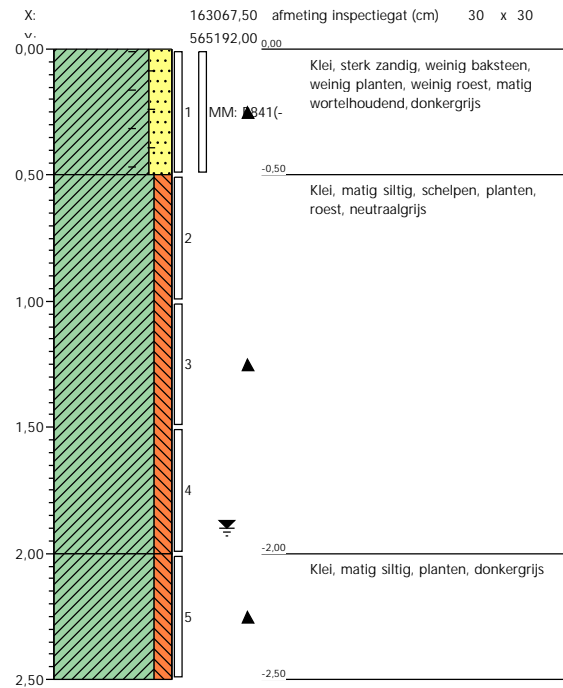 X: 163067,50 afmeting inspectiegat (cm) 30 x 30
565192,00
0,00 0,00
Klei, sterk zandig, weinig baksteen,
weinig planten, weinig roest, matig
wortelhoudend, donkergrijs
1 MM:
0,50 -0,50
Klei, matig siltig, schelpen, planten,
roest, neutraalgrijs
2
1,00
3
1,50
4
2,00 -2,00
Klei, matig siltig, planten, donkergrijs
5
2,50 -2,50